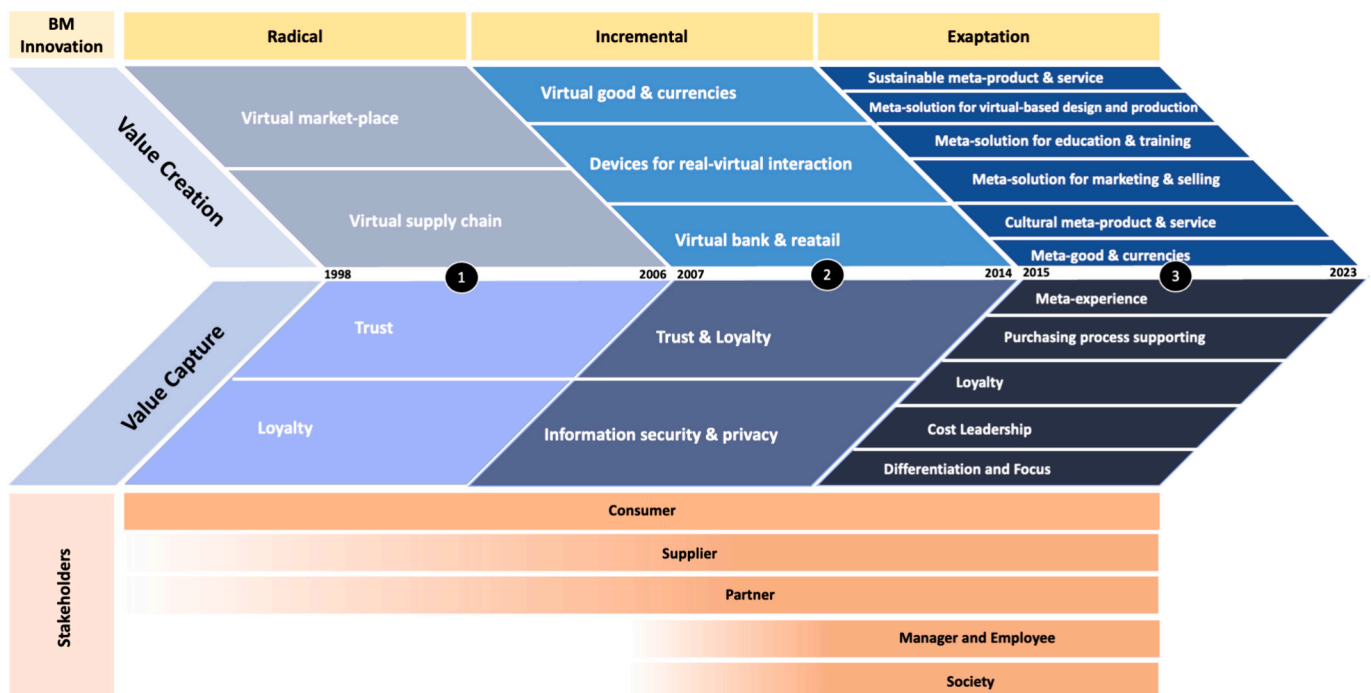 BM
Innovation
Radical
Incremental
Exaptation
Value Creation
Virtual market-place
Virtual supply chain
Virtual good & currencies
Devices for real-virtual interaction
Virtual bank & reatail
Sustainable meta-product & service
Meta-solution for virtual-based design and production
Meta-solution for education & training
Meta-solution for marketing & selling
Cultural meta-product & service
Meta-good & currencies
1998
1
2006
2007
2
2014
2015
3
2023
Value Capture
Trust
Loyalty
Trust & Loyalty
Information security & privacy
Meta-experience
Purchasing process supporting
Loyalty
Cost Leadership
Differentiation and Focus
Stakeholders
Consumer
Supplier
Partner
Manager and Employee
Society